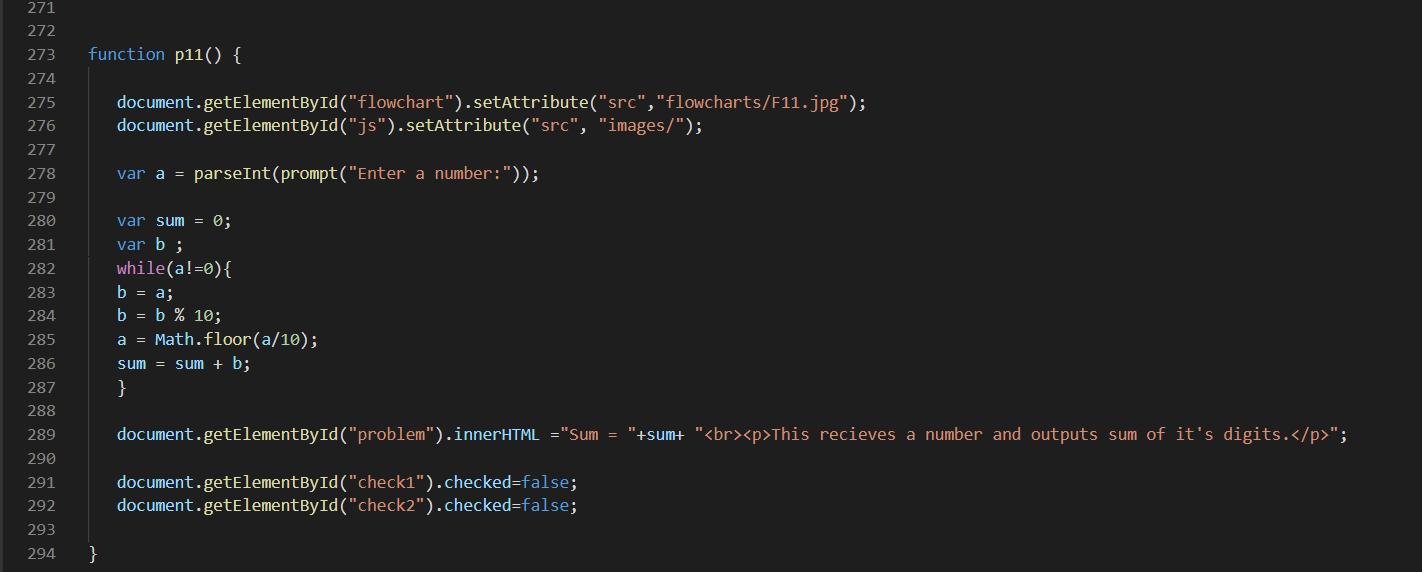 271
272
273 function p11() {
274
275 document.getElementById("flowchart").setAttribute("src","flowcharts/F11.jpg");
276 document.getElementById("js").setAttribute("src", "images/");
277
278 var a = parseInt(prompt("Enter a number:"));
279
280 var sum = 0;
281 var b ;
282 while(a!=0){
283 b = a;
284 b = b % 10;
285 a = Math.floor(a/10);
286 sum = sum + b;
287 }
288
289 document.getElementById("problem").innerHTML ="Sum = "+sum+ "<br><p>This recieves a number and outputs sum of it's digits.</p>";
290
291 document.getElementById("check1").checked=false;
292 document.getElementById("check2").checked=false;
293
294 }